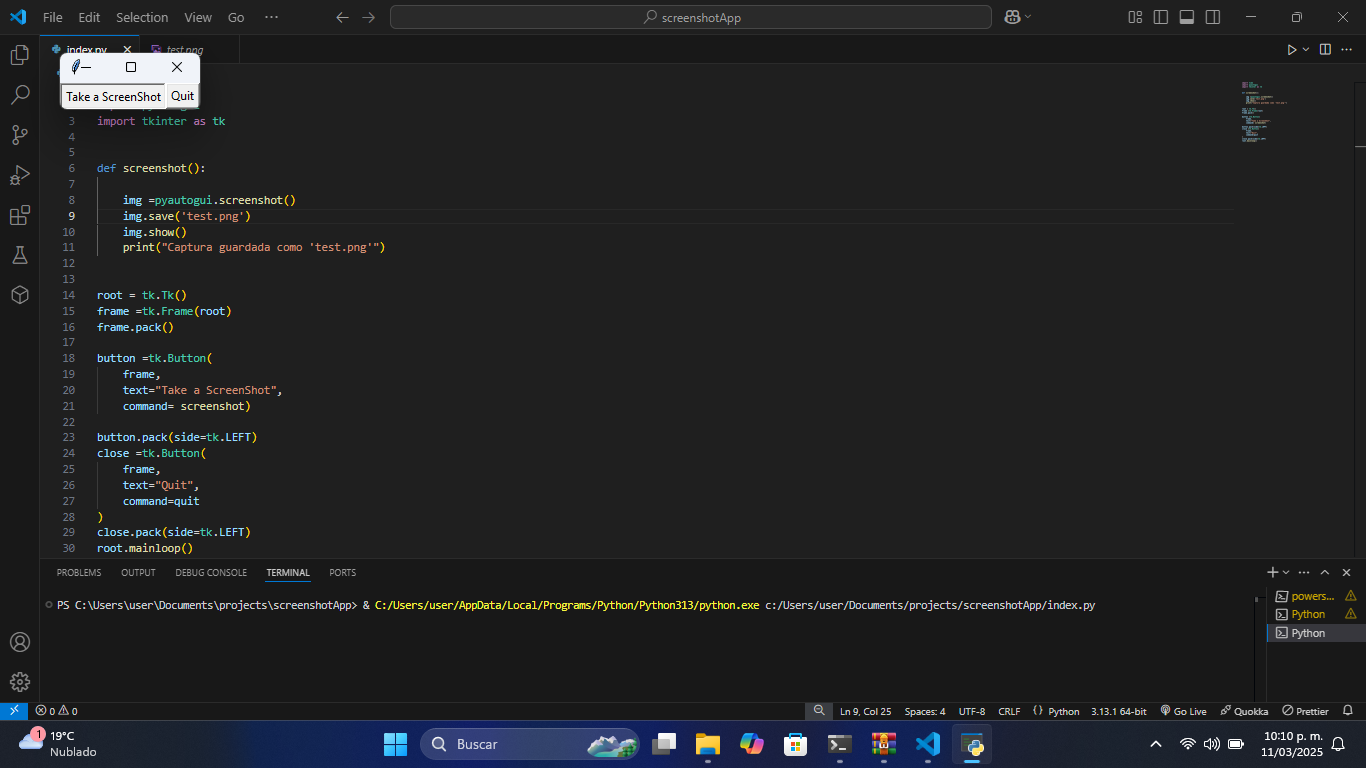 File Edit Selection View Go ···
screenshotApp
index.py
test.png
Take a ScreenShot Quit
3 import tkinter as tk
4
5
6 def screenshot():
7
8 img =pyautogui.screenshot()
9 img.save('test.png')
10 img.show()
11 print("Captura guardada como 'test.png'")
12
13
14 root = tk.Tk()
15 frame =tk.Frame(root)
16 frame.pack()
17
18 button =tk.Button(
19 frame,
20 text="Take a ScreenShot",
21 command= screenshot)
22
23 button.pack(side=tk.LEFT)
24 close =tk.Button(
25 frame,
26 text="Quit",
27 command=quit
28 )
29 close.pack(side=tk.LEFT)
30 root.mainloop()
PROBLEMS OUTPUT DEBUG CONSOLE TERMINAL PORTS
PS C:\Users\user\Documents\projects\screenshotApp> & C:/Users/user/AppData/Local/Programs/Python/Python313/python.exe c:/Users/user/Documents/projects/screenshotApp/index.py
powers...
Python
Python
0 0 Ln 9, Col 25 Spaces: 4 UTF-8 CRLF {} Python 3.13.1 64-bit Go Live Quokka Prettier
1
19°C
Nublado
Buscar
10:10 p. m.
11/03/2025